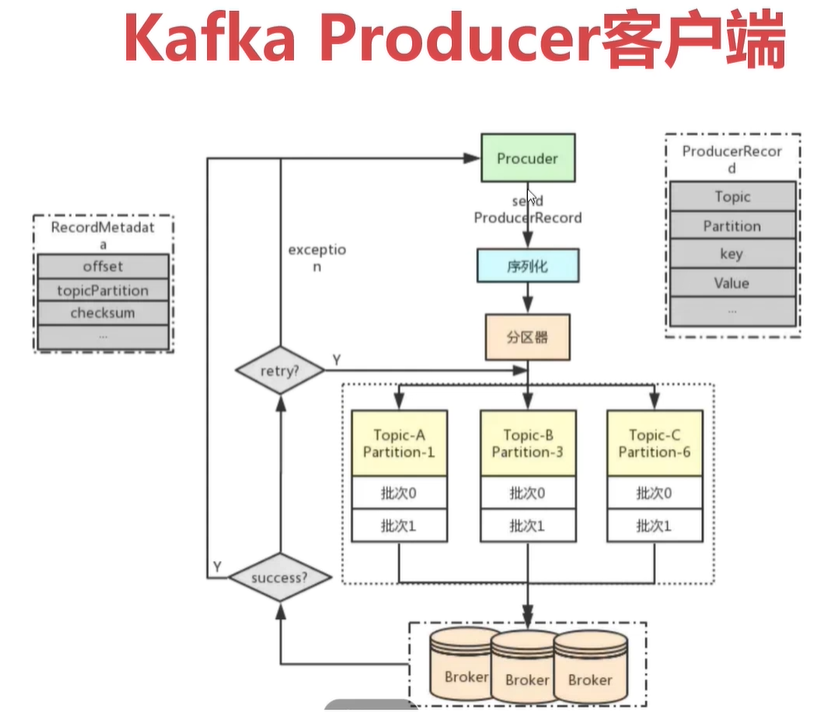 Kafka Producer客户端
Procuder
ProducerRecor
d
Topic
Partition
key
Value
...
send
ProducerRecord
RecordMetadat
a
offset
topicPartition
checksum
...
exceptio
n
序列化
分区器
retry?
Y
Topic-A
Partition-1
批次0
批次1
Topic-B
Partition-3
批次0
批次1
Topic-C
Partition-6
批次0
批次1
Y
success?
Broker
Broker
Broker